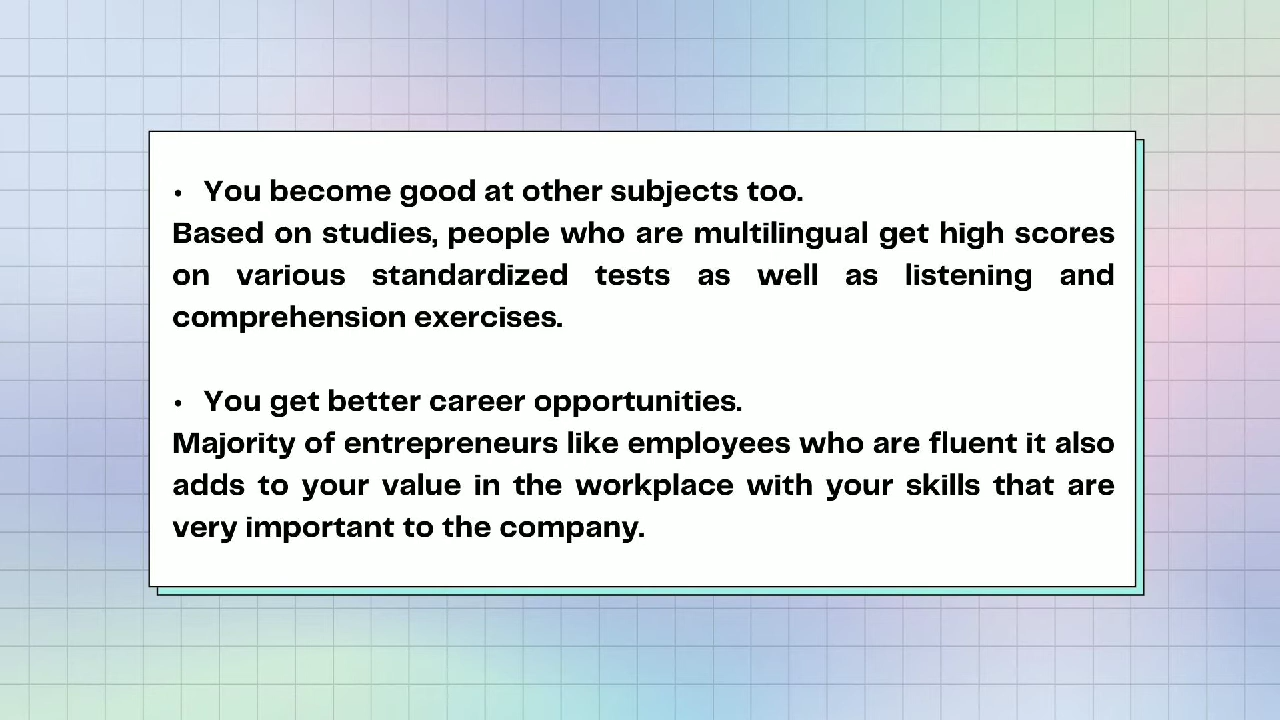 • You become good at other subjects too.
Based on studies, people who are multilingual get high scores
on various standardized tests as well as listening and
comprehension exercises.
• You get better career opportunities.
Majority of entrepreneurs like employees who are fluent it also
adds to your value in the workplace with your skills that are
very important to the company.